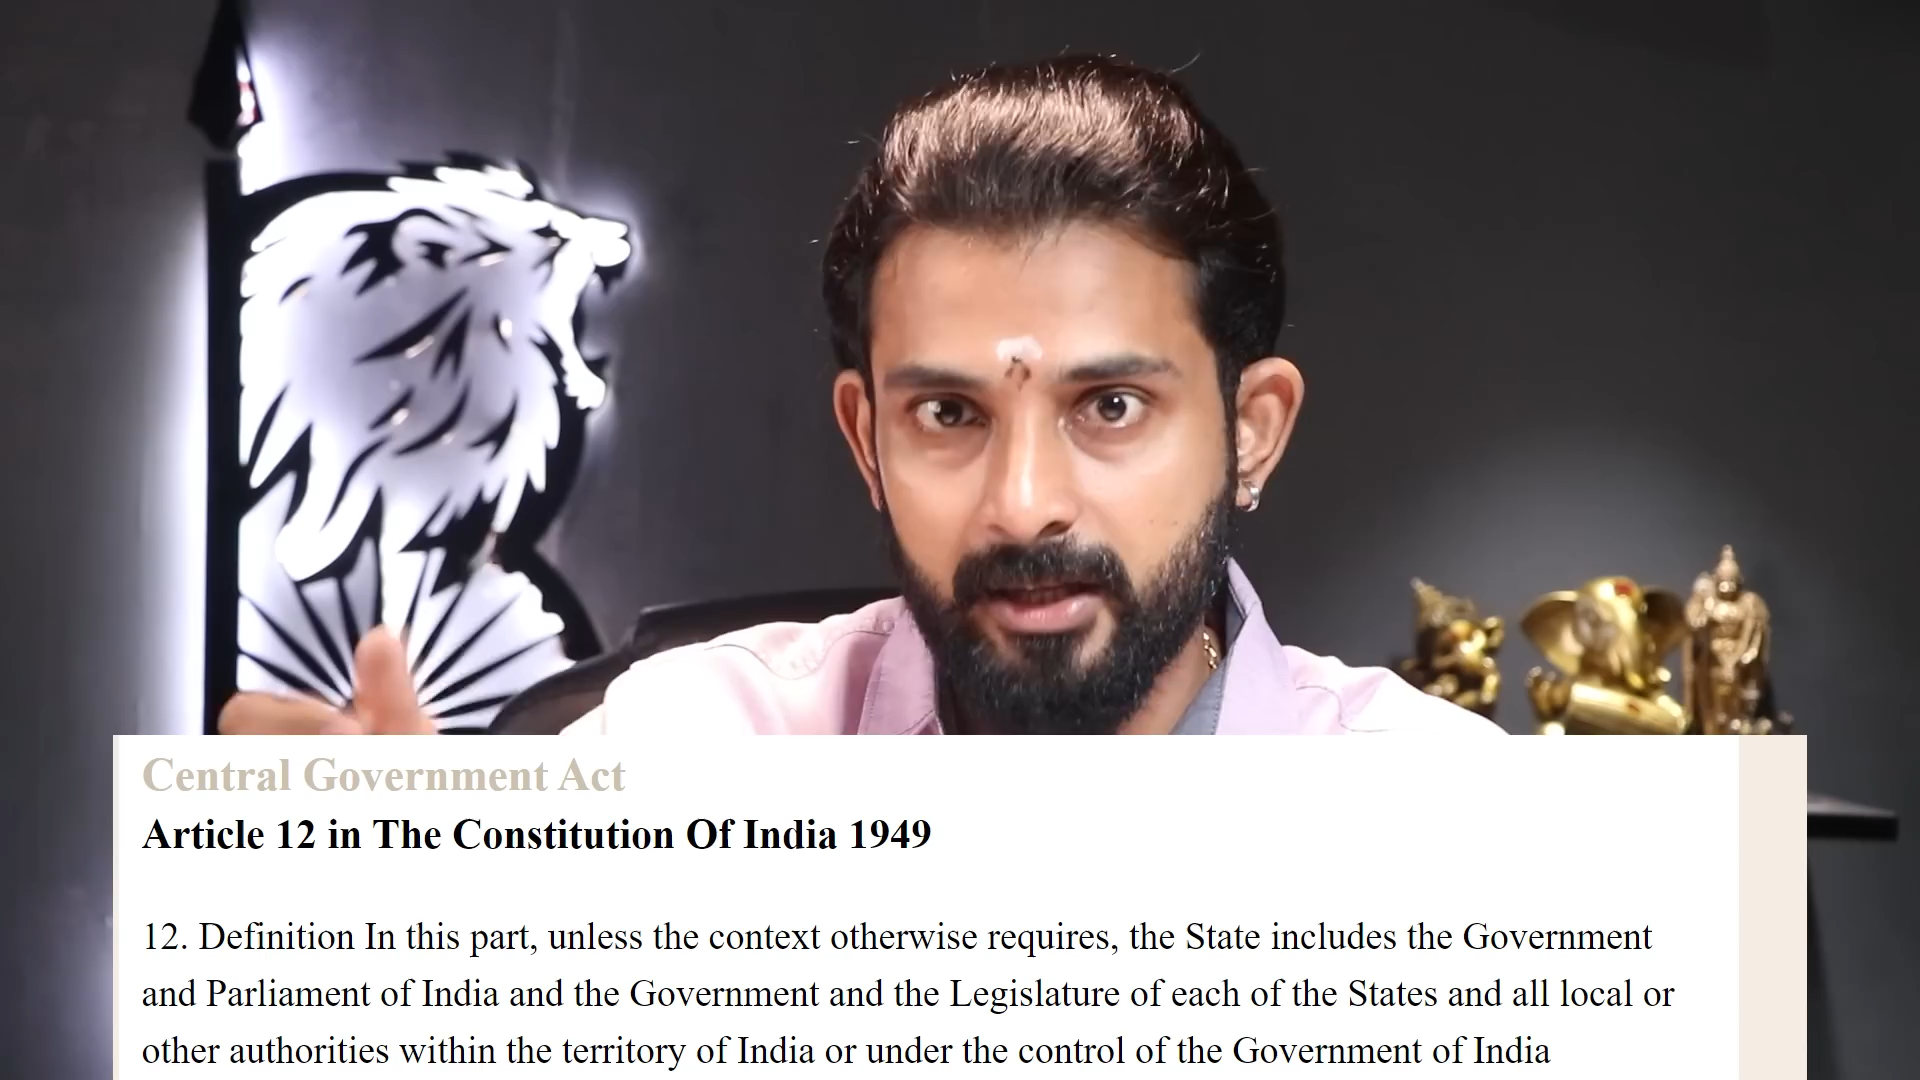 Central Government Act
Article 12 in The Constitution Of India 1949
12. Definition In this part, unless the context otherwise requires, the State includes the Government
and Parliament of India and the Government and the Legislature of each of the States and all local or
other authorities within the territory of India or under the control of the Government of India